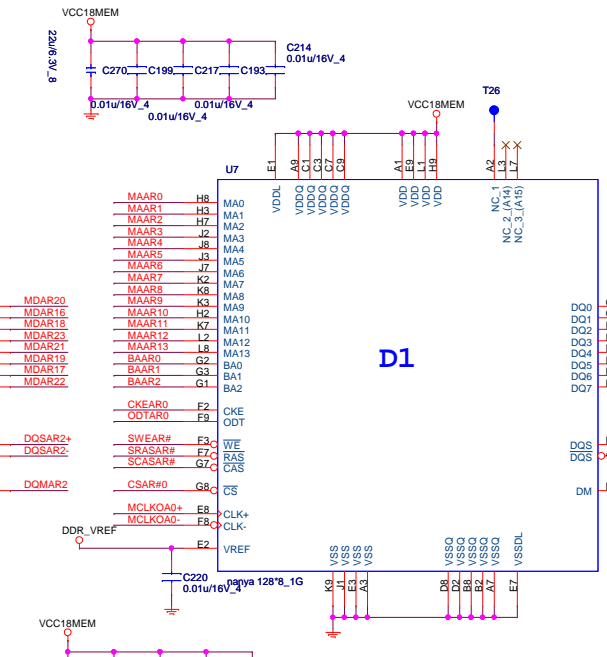 VCC18MEM
22u/6.3V_8
C270
C199
C217
C193
C214
0.01u/16V_4
0.01u/16V_4
0.01u/16V_4
0.01u/16V_4
VCC18MEM
T26
U7
E1
A9
C1
C3
C7
C9
A1
E9
L1
H9
A2
L3
L7
VDDL
VDDQ
VDDQ
VDDQ
VDDQ
VDDQ
VDD
VDD
VDD
VDD
NC_1
NC_2_(A14)
NC_3_(A15)
MAAR0 H8 MA0
MAAR1 H3 MA1
MAAR2 H7 MA2
MAAR3 J2 MA3
MAAR4 J8 MA4
MAAR5 J3 MA5
MAAR6 J7 MA6
MAAR7 K2 MA7
MAAR8 K8 MA8
MDAR20 MAAR9 K3 MA9 DQ0
MDAR16 MAAR10 H2 MA10 DQ1
MDAR18 MAAR11 K7 MA11 DQ2
MDAR23 MAAR12 L2 MA12 DQ3
MDAR21 MAAR13 L8 MA13 DQ4
MDAR19 BAAR0 G2 BA0 DQ5
MDAR17 BAAR1 G3 BA1 DQ6
MDAR22 BAAR2 G1 BA2 DQ7
D1
CKEAR0 F2 CKE
ODTAR0 F9 ODT
DQSAR2+ SWEAR# F3 WE DQS
DQSAR2- SRASAR# F7 RAS DQS
SCASAR# G7 CAS
DQMAR2 CSAR#0 G8 CS DM
MCLKOA0+ E8 CLK+
MCLKOA0- F8 CLK-
DDR_VREF
E2 VREF
VSS
VSS
VSS
VSS
VSSQ
VSSQ
VSSQ
VSSQ
VSSQ
VSSDL
C220
0.01u/16V_4
nanya 128*8_1G
K9
J1
E3
A3
D8
D2
B8
B2
A7
E7
VCC18MEM